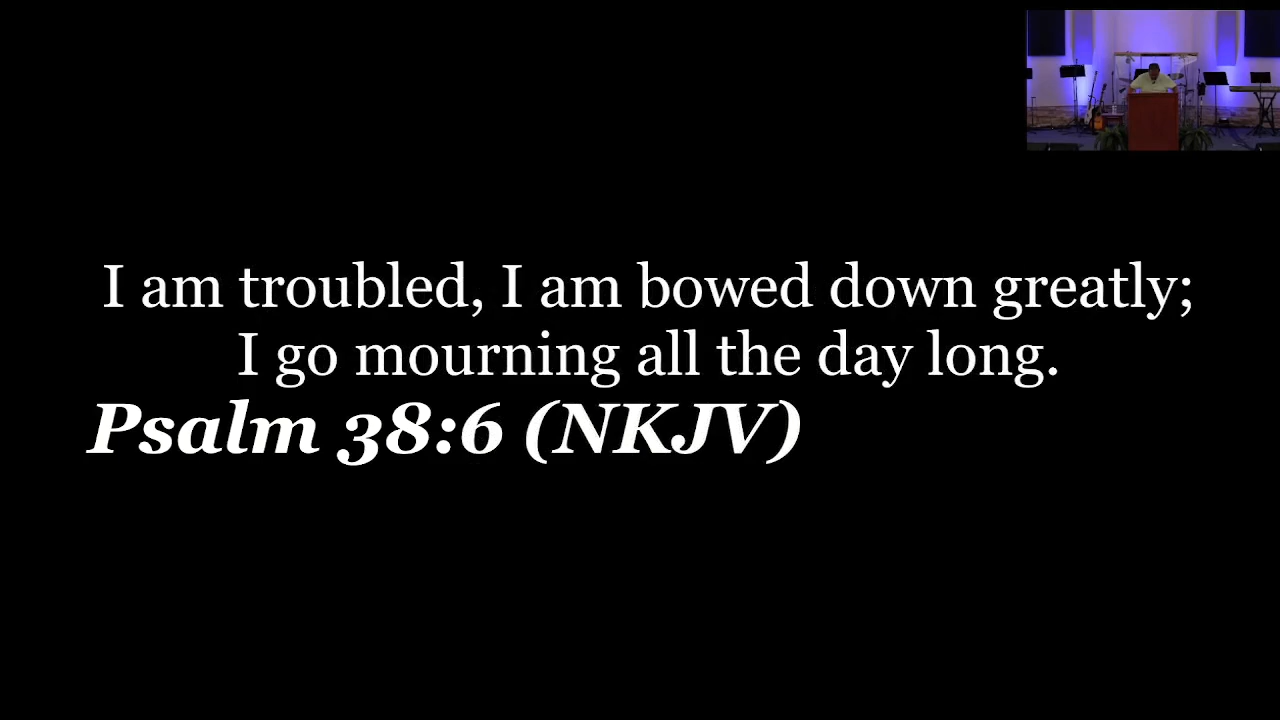 I am troubled, I am bowed down greatly;
I go mourning all the day long.
Psalm 38:6 (NKJV)